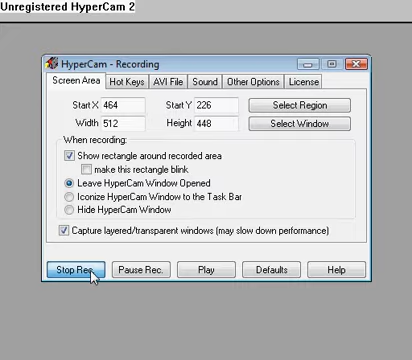 Unregistered HyperCam 2
HyperCam - Recording
Screen Area Hot Keys AVI File Sound Other Options License
Start X 464 Start Y 226 Select Region
Width 512 Height 448 Select Window
When recording:
Show rectangle around recorded area
make this rectangle blink
Leave HyperCam Window Opened
Iconize HyperCam Window to the Task Bar
Hide HyperCam Window
Capture layered/transparent windows (may slow down performance)
Stop Rec. Pause Rec. Play Defaults Help